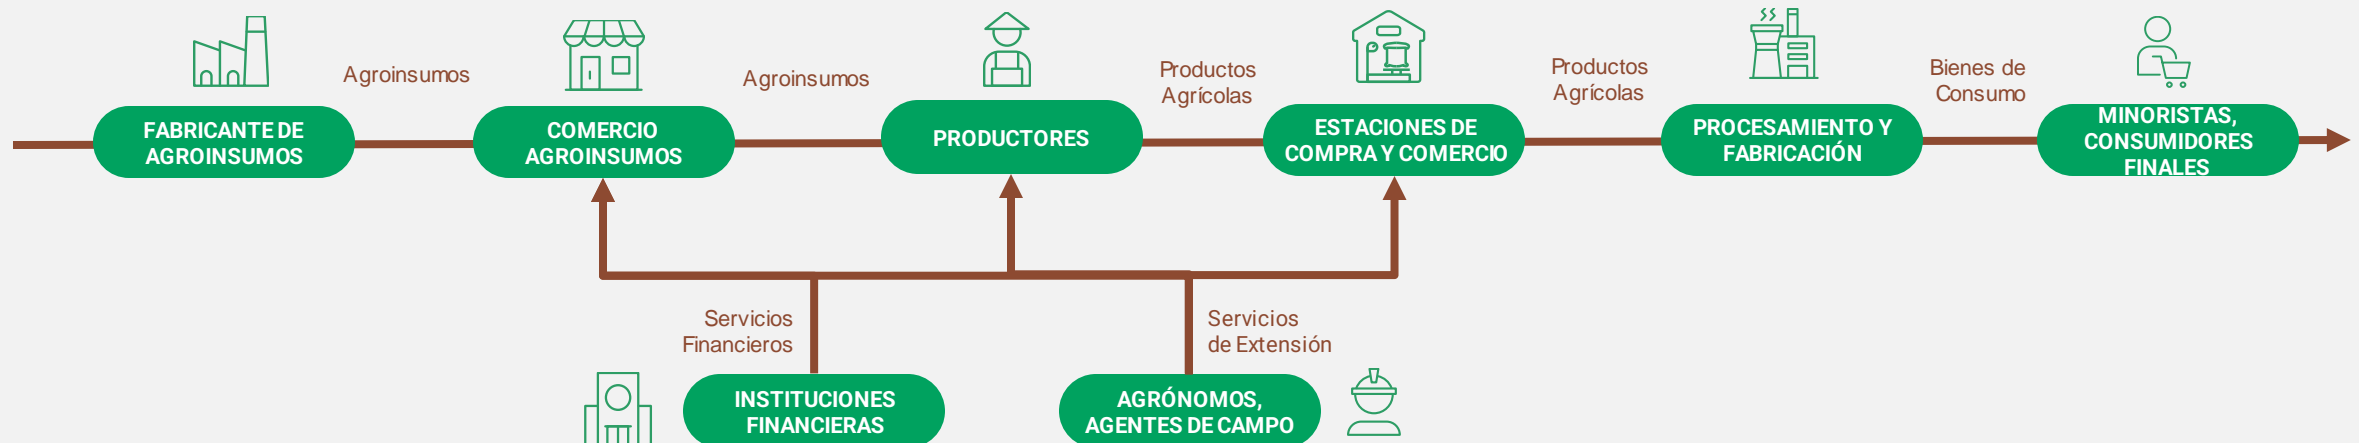 Agroinsumos
Agroinsumos
Productos
Agrícolas
Productos
Agrícolas
Bienes de
Consumo
FABRICANTE DE
AGROINSUMOS
COMERCIO
AGROINSUMOS
PRODUCTORES
ESTACIONES DE
COMPRA Y COMERCIO
PROCESAMIENTO Y
FABRICACIÓN
MINORISTAS,
CONSUMIDORES
FINALES
Servicios
Financieros
Servicios
de Extensión
INSTITUCIONES
FINANCIERAS
AGRÓNOMOS,
AGENTES DE CAMPO